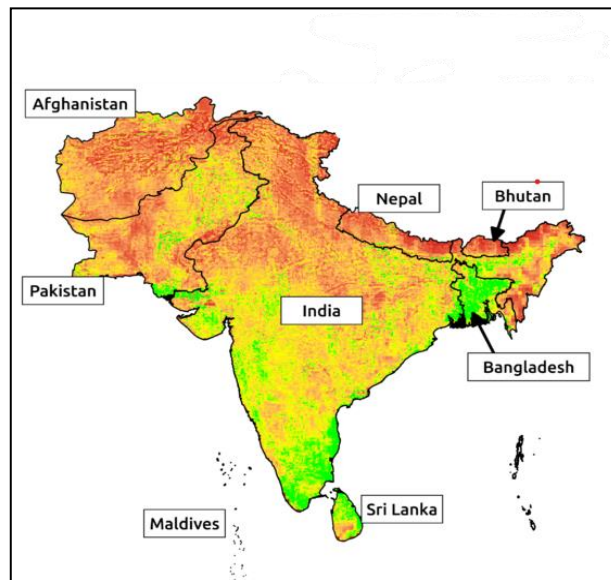 Afghanistan
Nepal
Bhutan
Pakistan
India
Bangladesh
Maldives
Sri Lanka